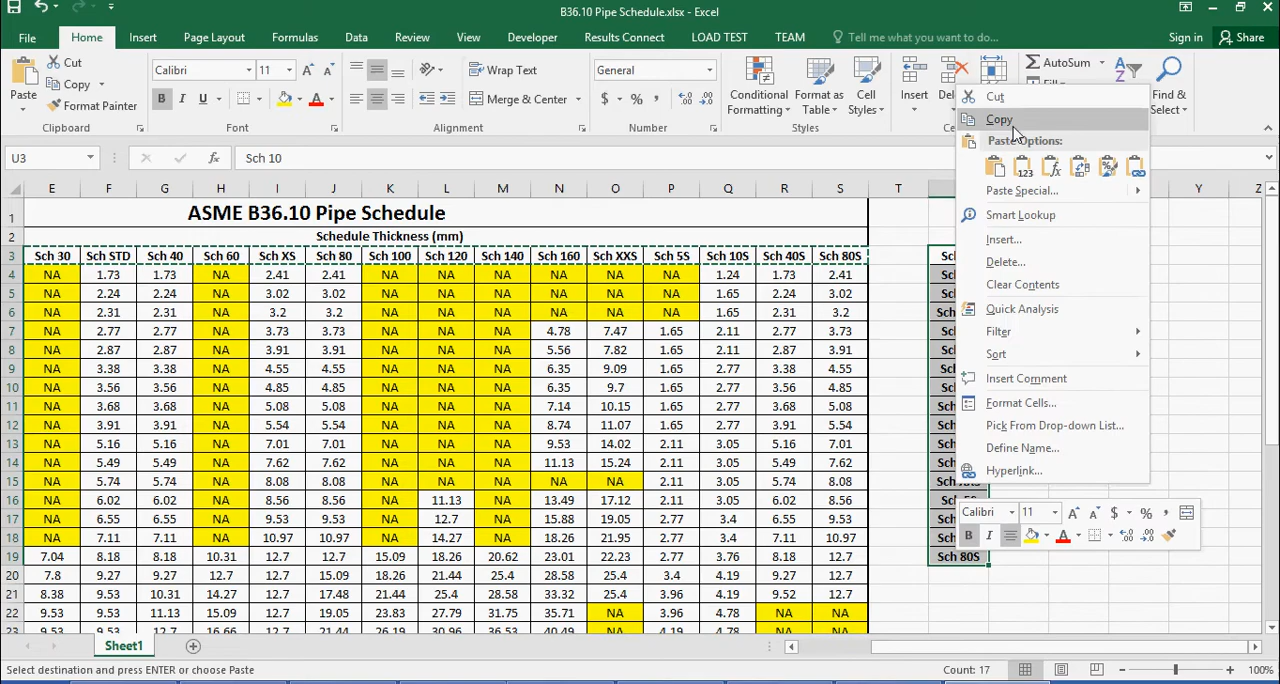 B36.10 Pipe Schedule.xlsx - Excel
File Home Insert Page Layout Formulas Data Review View Developer Results Connect LOAD TEST TEAM Tell me what you want to do... Sign in Share
Paste Cut Copy Format Painter
Clipboard
Calibri 11
B I U A
Font
Wrap Text
Merge & Center
Alignment
General
$ % ,
Number
Conditional Formatting
Format as Table
Cell Styles
Styles
Insert
AutoSum
Find & Select
U3 fx Sch 10
E F G H I J K L M N O P Q R S T Y Z
1 ASME B36.10 Pipe Schedule
2 Schedule Thickness (mm)
3 Sch 30 Sch STD Sch 40 Sch 60 Sch XS Sch 80 Sch 100 Sch 120 Sch 140 Sch 160 Sch XXS Sch 5S Sch 10S Sch 40S Sch 80S
4 NA 1.73 1.73 NA 2.41 2.41 NA NA NA NA NA NA 1.24 1.73 2.41
5 NA 2.24 2.24 NA 3.02 3.02 NA NA NA NA NA NA 1.65 2.24 3.02
6 NA 2.31 2.31 NA 3.2 3.2 NA NA NA NA NA NA 1.65 2.31 3.2
7 NA 2.77 2.77 NA 3.73 3.73 NA NA NA 4.78 7.47 1.65 2.11 2.77 3.73
8 NA 2.87 2.87 NA 3.91 3.91 NA NA NA 5.56 7.82 1.65 2.11 2.87 3.91
9 NA 3.38 3.38 NA 4.55 4.55 NA NA NA 6.35 9.09 1.65 2.77 3.38 4.55
10 NA 3.56 3.56 NA 4.85 4.85 NA NA NA 6.35 9.7 1.65 2.77 3.56 4.85
11 NA 3.68 3.68 NA 5.08 5.08 NA NA NA 7.14 10.15 1.65 2.77 3.68 5.08
12 NA 3.91 3.91 NA 5.54 5.54 NA NA NA 8.74 11.07 1.65 2.77 3.91 5.54
13 NA 5.16 5.16 NA 7.01 7.01 NA NA NA 9.53 14.02 2.11 3.05 5.16 7.01
14 NA 5.49 5.49 NA 7.62 7.62 NA NA NA 11.13 15.24 2.11 3.05 5.49 7.62
15 NA 5.74 5.74 NA 8.08 8.08 NA NA NA NA NA 2.11 3.05 5.74 8.08
16 NA 6.02 6.02 NA 8.56 8.56 NA 11.13 NA 13.49 17.12 2.11 3.05 6.02 8.56
17 NA 6.55 6.55 NA 9.53 9.53 NA 12.7 NA 15.88 19.05 2.77 3.4 6.55 9.53
18 NA 7.11 7.11 NA 10.97 10.97 NA 14.27 NA 18.26 21.95 2.77 3.4 7.11 10.97
19 7.04 8.18 8.18 10.31 12.7 12.7 15.09 18.26 20.62 23.01 22.23 2.77 3.76 8.18 12.7 Sch 80S
20 7.8 9.27 9.27 12.7 12.7 15.09 18.26 21.44 25.4 28.58 25.4 3.4 4.19 9.27 12.7
21 8.38 9.53 10.31 14.27 12.7 17.48 21.44 25.4 28.58 33.32 25.4 3.96 4.19 9.52 12.7
22 9.53 9.53 11.13 15.09 12.7 19.05 23.83 27.79 31.75 35.71 NA 3.96 4.78 NA NA
23 9.53 9.53 12.7 16.66 12.7 21.44 26.19 30.96 36.53 40.49 NA 4.19 4.78 NA NA
Cut
Copy
Paste Options:
Paste Special...
Smart Lookup
Insert...
Delete...
Clear Contents
Quick Analysis
Filter
Sort
Insert Comment
Format Cells...
Pick From Drop-down List...
Define Name...
Hyperlink...
Calibri 11 A A $ % ,
B I A
Sheet1
Select destination and press ENTER or choose Paste Count: 17 100%